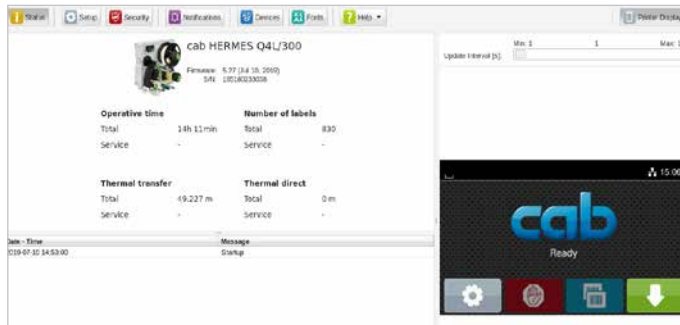 Status Setup Security Notifications Devices Fonts Help
Printer Display
cab HERMES Q4L/300
Firmware 5.27 (Jul 10, 2019)
S/N
Min: 1 1 Max:
Update Interval [s]:
Operative time Number of labels
Total 14h 11min Total 830
Service - Service -
Thermal transfer Thermal direct
Total 49.227 m Total 0 m
Service - Service -
15:06
cab
Ready
Date - Time Message
2019-07-10 14:53:00 Startup